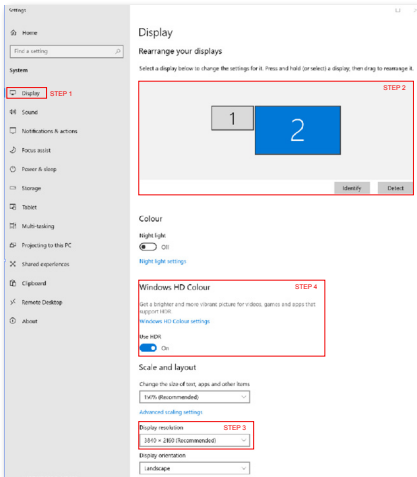 Settings
Home
Find a setting
System
Display STEP 1
Sound
Notifications & actions
Focus assist
Power & sleep
Storage
Tablet
Multi-tasking
Projecting to this PC
Shared experiences
Clipboard
Remote Desktop
About
Display
Rearrange your displays
Select a display below to change the settings for it. Press and hold (or select) a display, then drag to rearrange it.
STEP 2
1
2
Identify Detect
Colour
Night light
Off
Night light settings
Windows HD Colour STEP 4
Get a brighter and more vibrant picture for videos, games and apps that
support HDR.
Windows HD Colour settings
Use HDR
On
Scale and layout
Change the size of text, apps and other items
150% (Recommended)
Advanced scaling settings
Display resolution STEP 3
3840 × 2160 (Recommended)
Display orientation
Landscape